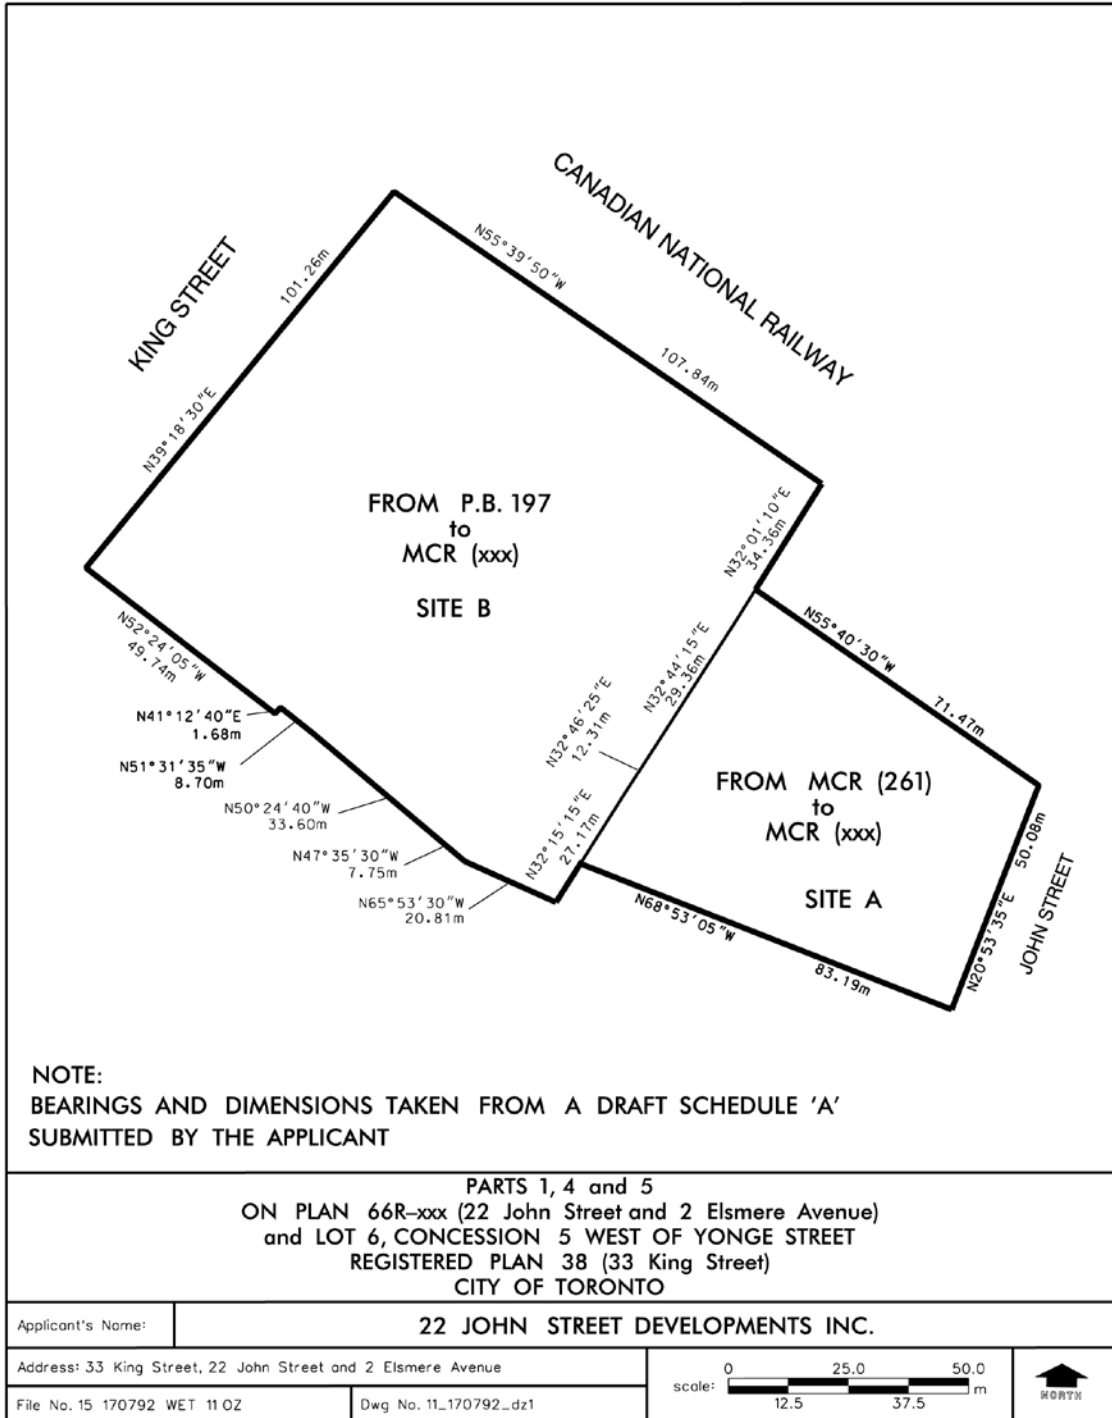 CANADIAN NATIONAL RAILWAY
KING STREET
N55°39'50"W
107.84m
101.26m
N39°18'30"E
FROM P.B. 197
to
MCR (xxx)
SITE B
N32°01'10"E
34.36m
N55°40'30"W
71.47m
N32°44'15"E
29.36m
N32°46'25"E
12.31m
N32°15'15"E
27.17m
N52°24'05"W
49.74m
N41°12'40"E
1.68m
N51°31'35"W
8.70m
N50°24'40"W
33.60m
N47°35'30"W
7.75m
N65°53'30"W
20.81m
FROM MCR (261)
to
MCR (xxx)
SITE A
N68°53'05"W
83.19m
50.08m
N20°53'35"E
JOHN STREET
NOTE:
BEARINGS AND DIMENSIONS TAKEN FROM A DRAFT SCHEDULE 'A'
SUBMITTED BY THE APPLICANT
PARTS 1, 4 and 5
ON PLAN 66R-xxx (22 John Street and 2 Elsmere Avenue)
and LOT 6, CONCESSION 5 WEST OF YONGE STREET
REGISTERED PLAN 38 (33 King Street)
CITY OF TORONTO
Applicant's Name:
22 JOHN STREET DEVELOPMENTS INC.
Address: 33 King Street, 22 John Street and 2 Elsmere Avenue
File No. 15 170792 WET 11 OZ
Dwg No. 11_170792_dz1
scale:
0 25.0 50.0
m
12.5 37.5
NORTH